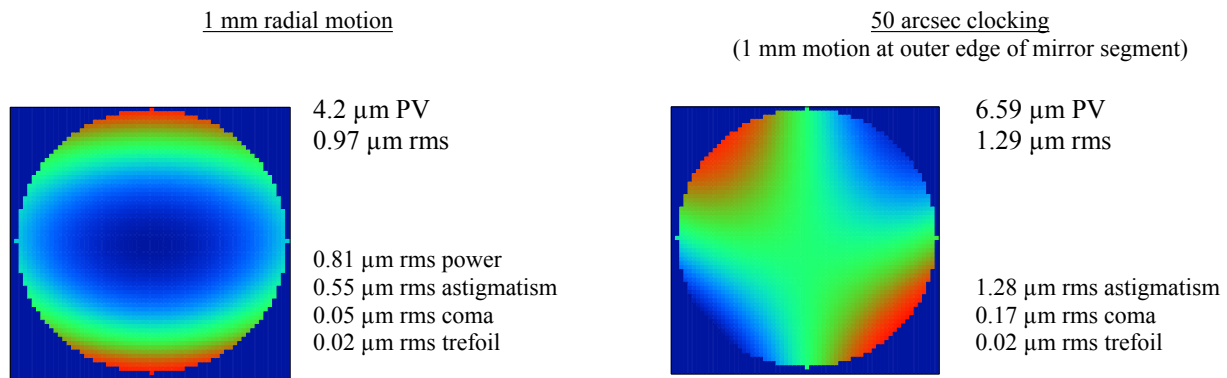 1 mm radial motion
4.2 µm PV
0.97 µm rms
0.81 µm rms power
0.55 µm rms astigmatism
0.05 µm rms coma
0.02 µm rms trefoil
50 arcsec clocking
(1 mm motion at outer edge of mirror segment)
6.59 µm PV
1.29 µm rms
1.28 µm rms astigmatism
0.17 µm rms coma
0.02 µm rms trefoil